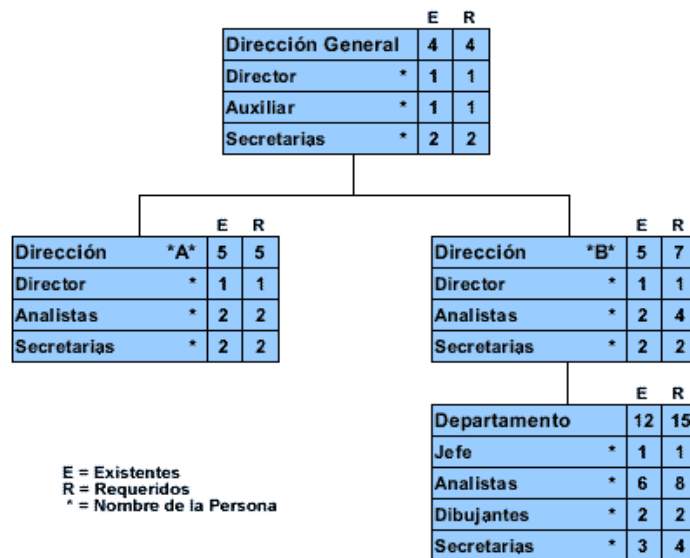 E R
Dirección General 4 4
Director * 1 1
Auxiliar * 1 1
Secretarias * 2 2
E R
Dirección *A* 5 5
Director * 1 1
Analistas * 2 2
Secretarias * 2 2
E R
Dirección *B* 5 7
Director * 1 1
Analistas * 2 4
Secretarias * 2 2
E R
Departamento 12 15
Jefe * 1 1
Analistas * 6 8
Dibujantes * 2 2
Secretarias * 3 4
E = Existentes
R = Requeridos
* = Nombre de la Persona